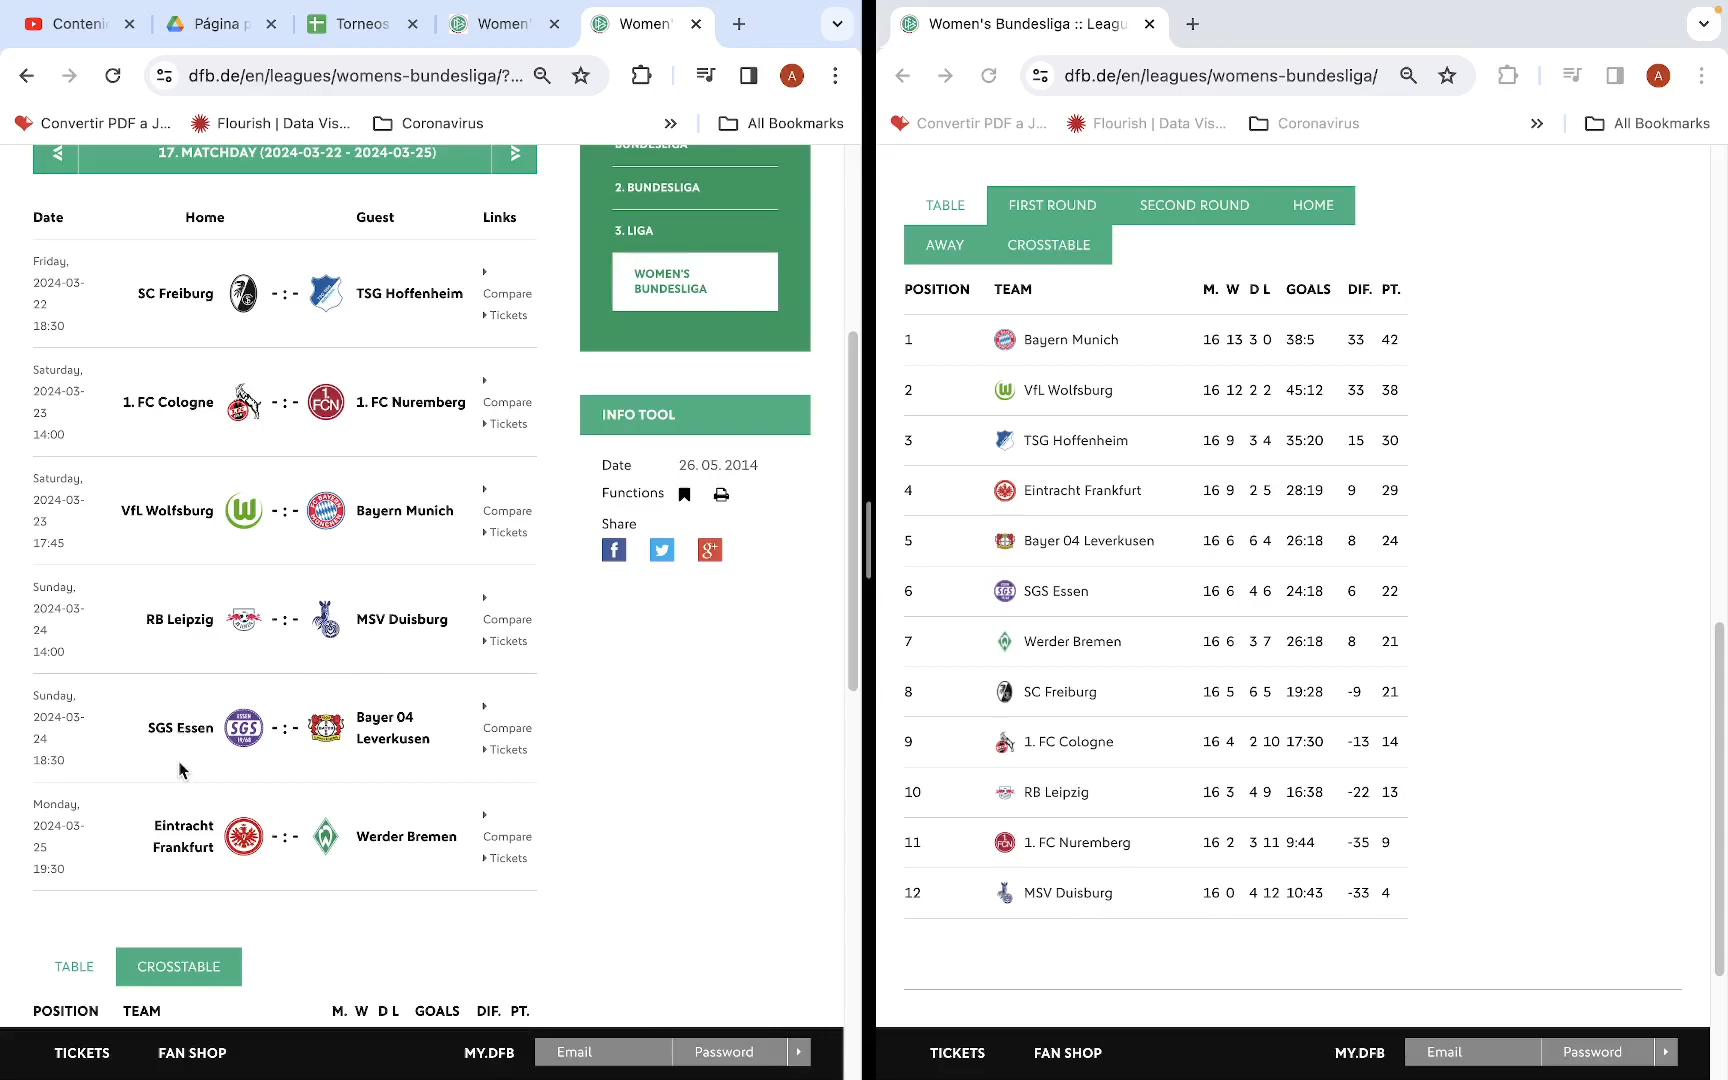 Conteni
Página p
Torneos
Women'
Women'
dfb.de/en/leagues/womens-bundesliga/?...
A
Convertir PDF a J...
Flourish | Data Vis...
Coronavirus
All Bookmarks
17. MATCHDAY (2024-03-22 - 2024-03-25)
Date Home Guest Links
Friday,
2024-03-
22
18:30
SC Freiburg - : - TSG Hoffenheim
Compare
Tickets
Saturday,
2024-03-
23
14:00
1. FC Cologne - : - 1. FC Nuremberg
Compare
Tickets
Saturday,
2024-03-
23
17:45
VfL Wolfsburg - : - Bayern Munich
Compare
Tickets
Sunday,
2024-03-
24
14:00
RB Leipzig - : - MSV Duisburg
Compare
Tickets
Sunday,
2024-03-
24
18:30
SGS Essen - : - Bayer 04
Leverkusen
Compare
Tickets
Monday,
2024-03-
25
19:30
Eintracht
Frankfurt - : - Werder Bremen
Compare
Tickets
TABLE CROSSTABLE
POSITION TEAM M. W D L GOALS DIF. PT.
BUNDESLIGA
2. BUNDESLIGA
3. LIGA
WOMEN'S
BUNDESLIGA
INFO TOOL
Date 26. 05. 2014
Functions
Share
TICKETS FAN SHOP MY.DFB Email Password
Women's Bundesliga :: Leagu
dfb.de/en/leagues/womens-bundesliga/
A
Convertir PDF a J...
Flourish | Data Vis...
Coronavirus
All Bookmarks
TABLE FIRST ROUND SECOND ROUND HOME
AWAY CROSSTABLE
POSITION TEAM M. W D L GOALS DIF. PT.
1 Bayern Munich 16 13 3 0 38:5 33 42
2 VfL Wolfsburg 16 12 2 2 45:12 33 38
3 TSG Hoffenheim 16 9 3 4 35:20 15 30
4 Eintracht Frankfurt 16 9 2 5 28:19 9 29
5 Bayer 04 Leverkusen 16 6 6 4 26:18 8 24
6 SGS Essen 16 6 4 6 24:18 6 22
7 Werder Bremen 16 6 3 7 26:18 8 21
8 SC Freiburg 16 5 6 5 19:28 -9 21
9 1. FC Cologne 16 4 2 10 17:30 -13 14
10 RB Leipzig 16 3 4 9 16:38 -22 13
11 1. FC Nuremberg 16 2 3 11 9:44 -35 9
12 MSV Duisburg 16 0 4 12 10:43 -33 4
TICKETS FAN SHOP MY.DFB Email Password